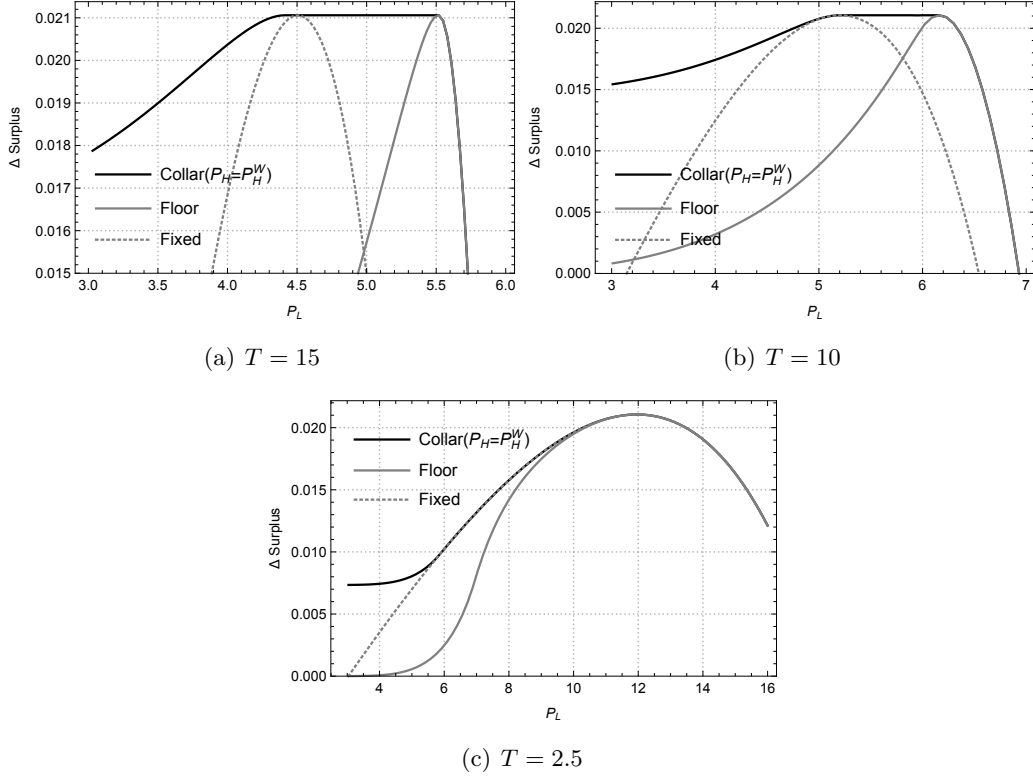 0.021
0.020
0.019
0.018
0.017
0.016
0.015
Δ Surplus
Collar(P_H=P_H^W)
Floor
Fixed
3.0 3.5 4.0 4.5 5.0 5.5 6.0
P_L
(a) T = 15
0.020
0.015
0.010
0.005
0.000
Δ Surplus
Collar(P_H=P_H^W)
Floor
Fixed
3 4 5 6 7
P_L
(b) T = 10
0.020
0.015
0.010
0.005
0.000
Δ Surplus
Collar(P_H=P_H^W)
Floor
Fixed
4 6 8 10 12 14 16
P_L
(c) T = 2.5